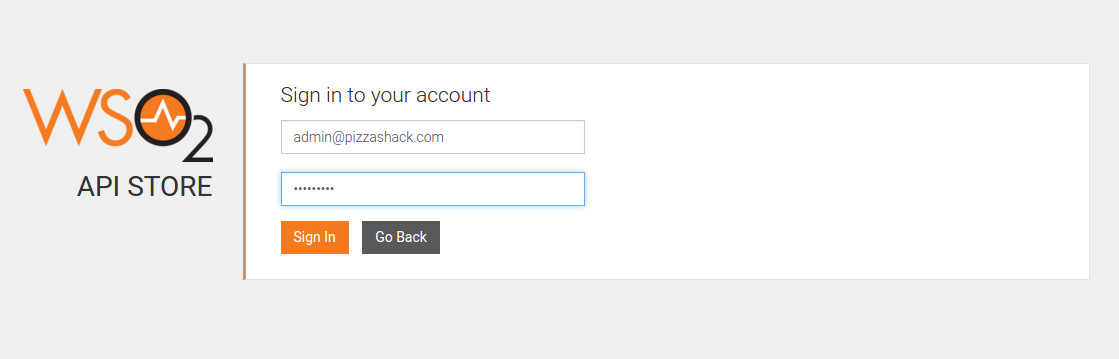 WSO2
API STORE
Sign in to your account
admin@pizzashack.com
•••••••••
Sign In
Go Back